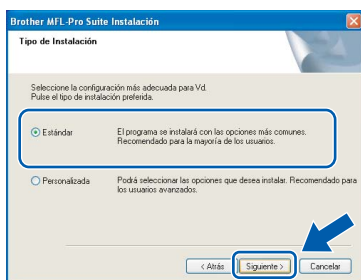 Brother MFL-Pro Suite Instalación
Tipo de Instalación
Seleccione la configuración más adecuada para Vd.
Pulse el tipo de instalación preferida.
Estándar
El programa se instalará con las opciones más comunes.
Recomendado para la mayoría de los usuarios.
Personalizada
Podrá seleccionar las opciones que desea instalar. Recomendado para
los usuarios avanzados.
< Atrás
Siguiente >
Cancelar